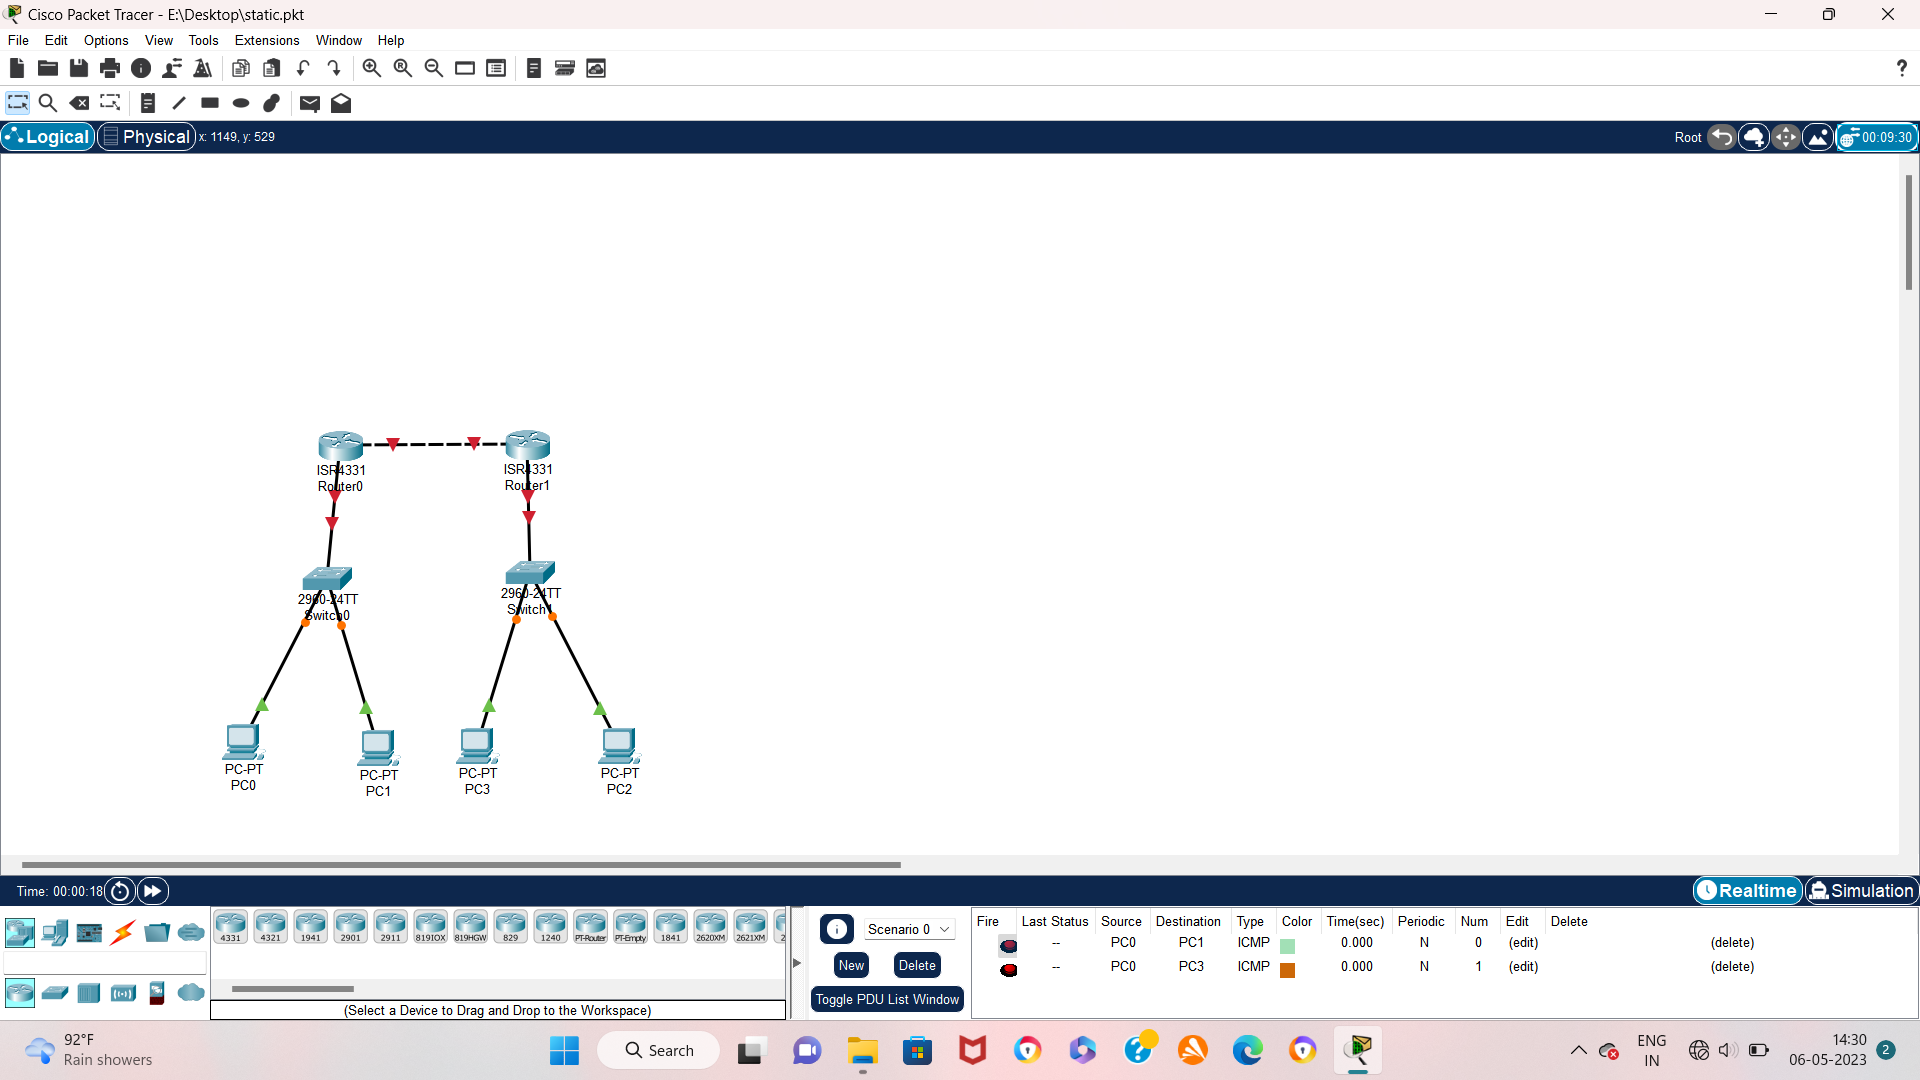 Cisco Packet Tracer - E:\Desktop\static.pkt
File Edit Options View Tools Extensions Window Help
?
Logical Physical x: 1149, y: 529 Root 00:09:30
ISR4331
Router0
ISR4331
Router1
2960-24TT
Switch0
2960-24TT
Switch1
PC-PT
PC0
PC-PT
PC1
PC-PT
PC3
PC-PT
PC2
Time: 00:00:18 Realtime Simulation
4331 4321 1941 2901 2911 819IOX 819HGW 829 1240 PT-Router PT-Empty 1841 2620XM 2621XM 2
(Select a Device to Drag and Drop to the Workspace)
Scenario 0
New Delete
Toggle PDU List Window
Fire Last Status Source Destination Type Color Time(sec) Periodic Num Edit Delete
-- PC0 PC1 ICMP 0.000 N 0 (edit) (delete)
-- PC0 PC3 ICMP 0.000 N 1 (edit) (delete)
92°F
Rain showers
Search
ENG
IN
14:30
06-05-2023
2